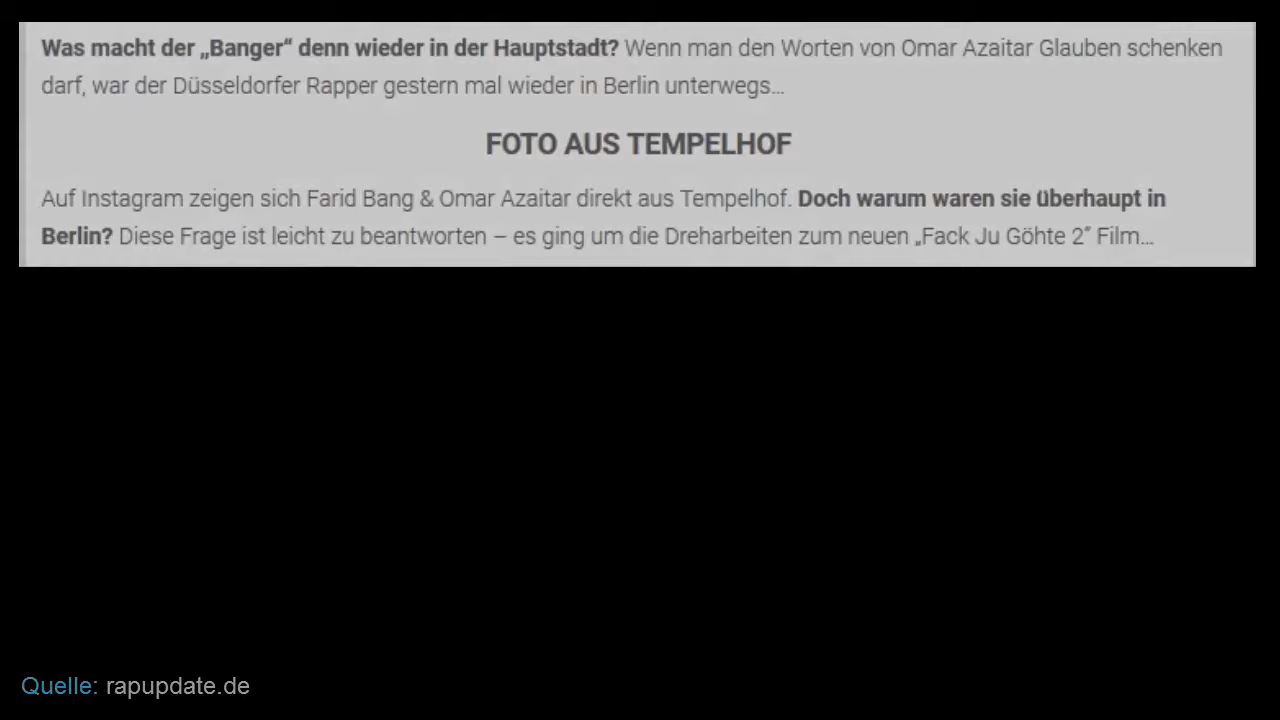 Was macht der „Banger“ denn wieder in der Hauptstadt? Wenn man den Worten von Omar Azaitar Glauben schenken
darf, war der Düsseldorfer Rapper gestern mal wieder in Berlin unterwegs…
FOTO AUS TEMPELHOF
Auf Instagram zeigen sich Farid Bang & Omar Azaitar direkt aus Tempelhof. Doch warum waren sie überhaupt in
Berlin? Diese Frage ist leicht zu beantworten – es ging um die Dreharbeiten zum neuen „Fack Ju Göhte 2“ Film…
Quelle: rapupdate.de